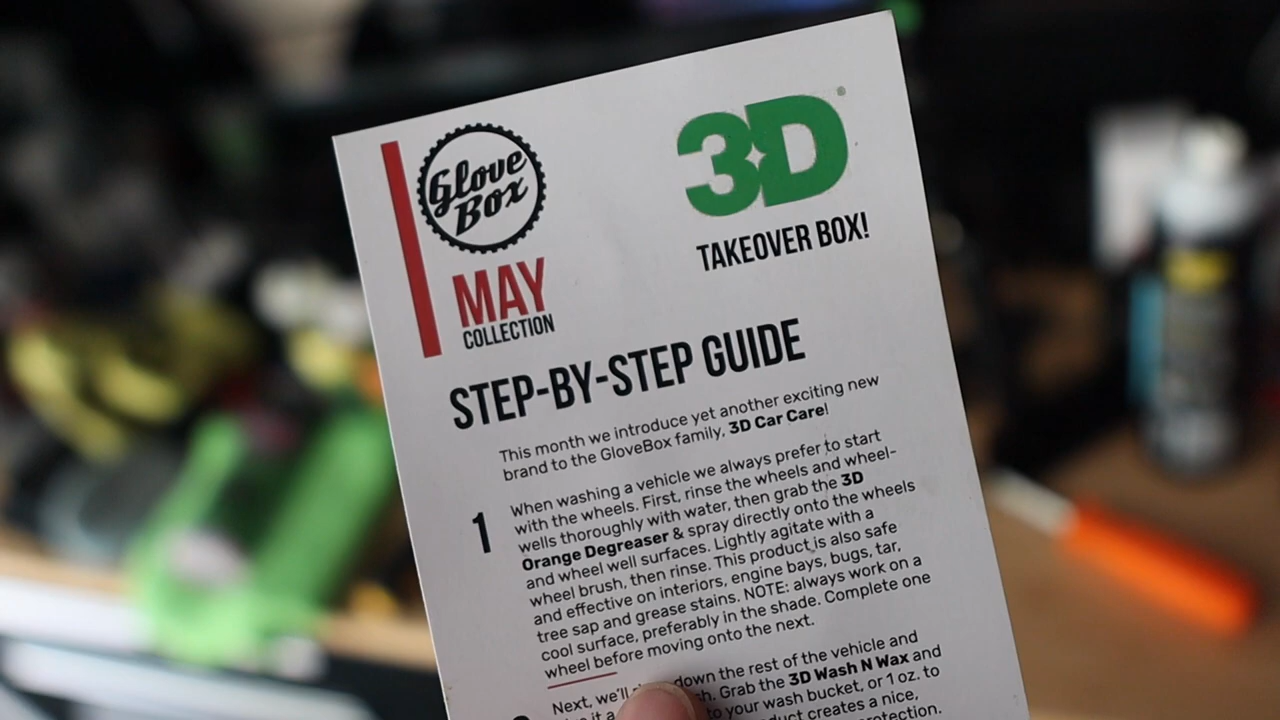 Glove
Box
MAY
COLLECTION
3D
TAKEOVER BOX!
STEP-BY-STEP GUIDE
This month we introduce yet another exciting new
brand to the GloveBox family, 3D Car Care!
1
When washing a vehicle we always prefer to start
with the wheels. First, rinse the wheels and wheel-
wells thoroughly with water, then grab the 3D
Orange Degreaser & spray directly onto the wheels
and wheel well surfaces. Lightly agitate with a
wheel brush, then rinse. This product is also safe
and effective on interiors, engine bays, bugs, tar,
tree sap and grease stains. NOTE: always work on a
cool surface, preferably in the shade. Complete one
wheel before moving onto the next.
Next, we'll down the rest of the vehicle and
Grab the 3D Wash N Wax and
to your wash bucket, or 1 oz. to
creates a nice,
protection.